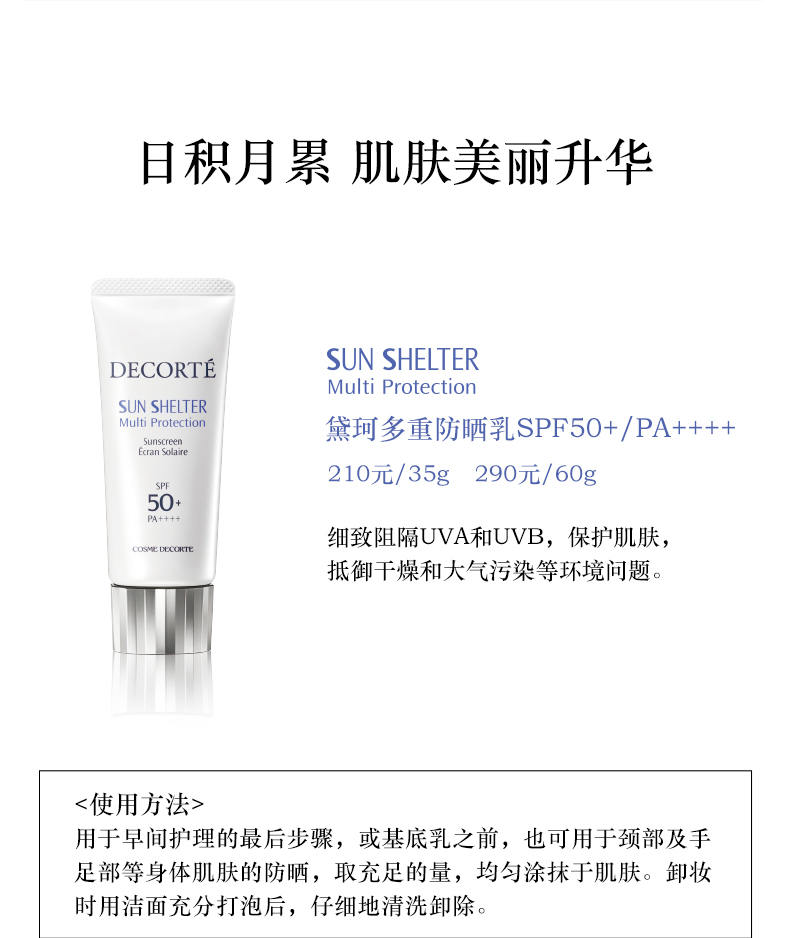 日积月累 肌肤美丽升华
DECORTÉ
SUN SHELTER
Multi Protection
Sunscreen
Écran Solaire
SPF
50+
PA++++
COSME DECORTE
SUN SHELTER
Multi Protection
黛珂多重防晒乳SPF50+/PA++++
210元/35g 290元/60g
细致阻隔UVA和UVB，保护肌肤，
抵御干燥和大气污染等环境问题。
<使用方法>
用于早间护理的最后步骤，或基底乳之前，也可用于颈部及手
足部等身体肌肤的防晒，取充足的量，均匀涂抹于肌肤。卸妆
时用洁面充分打泡后，仔细地清洗卸除。